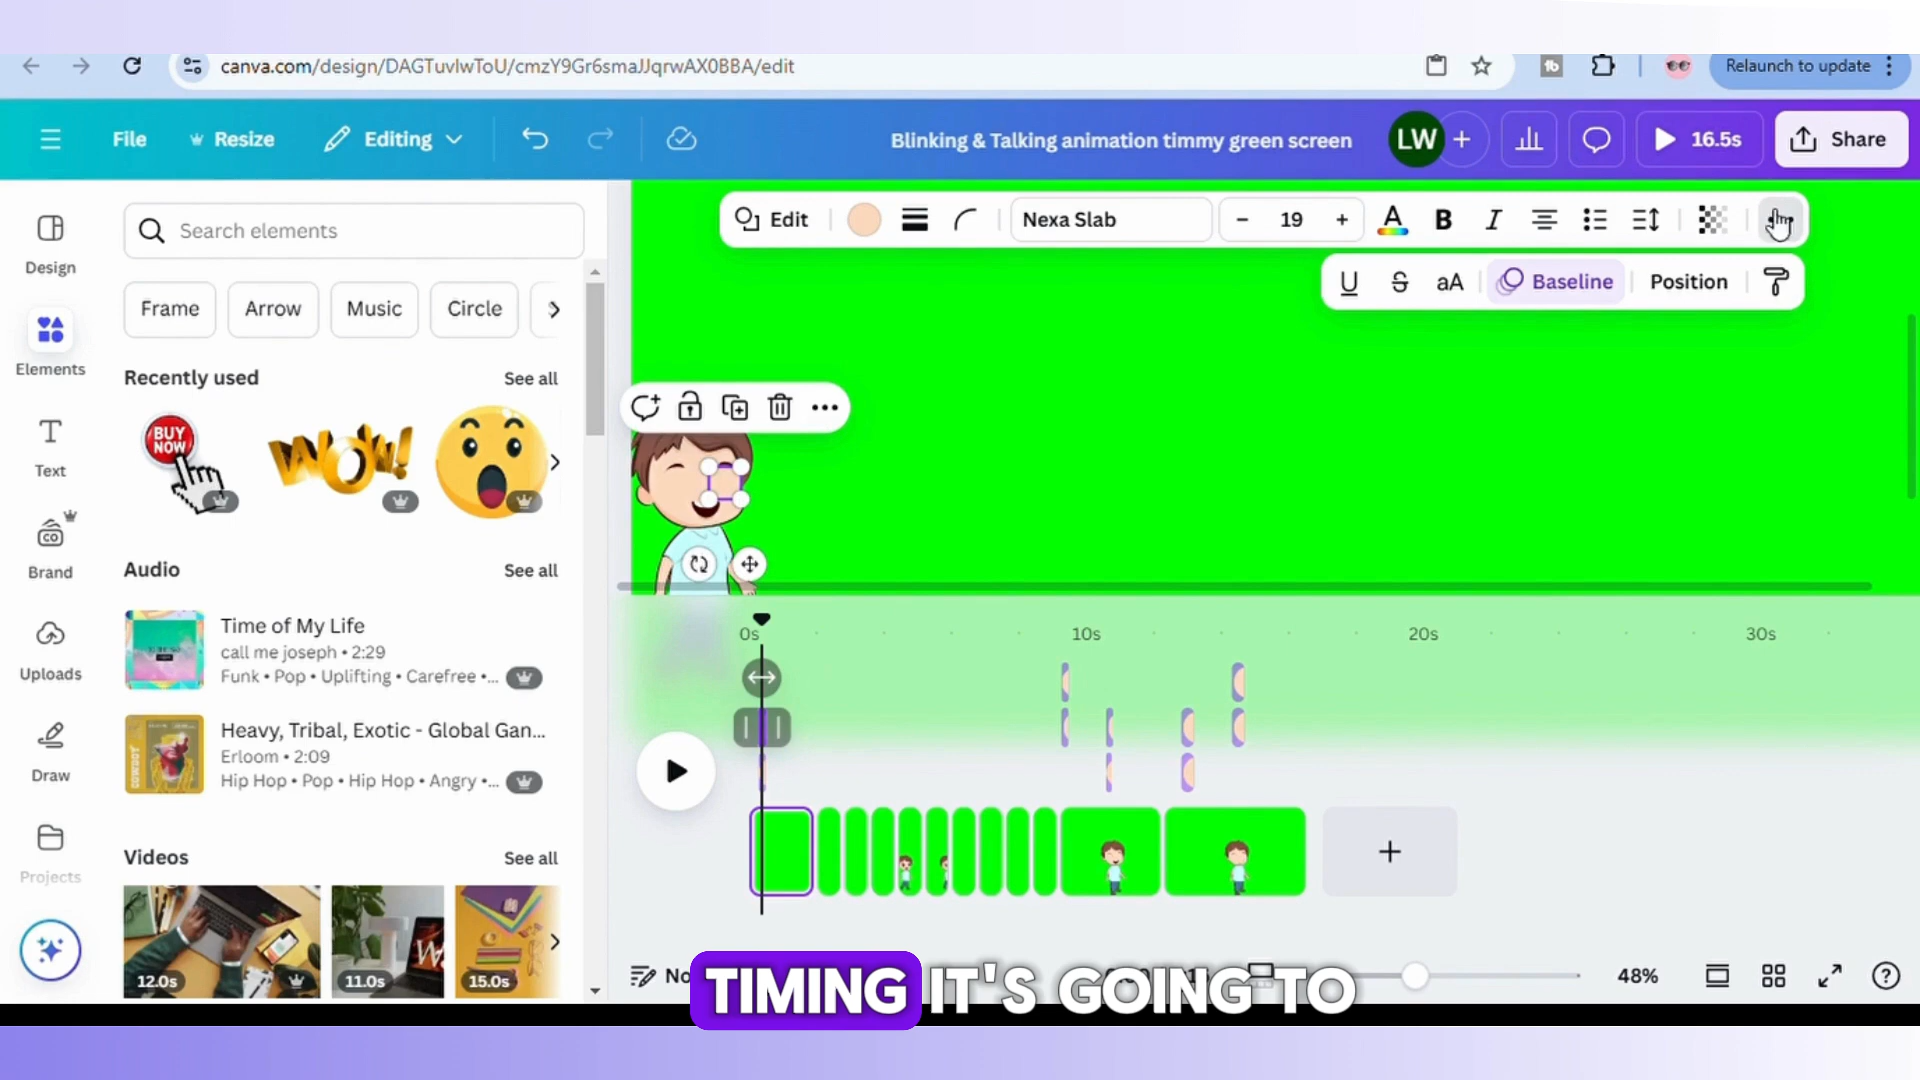 canva.com/design/DAGTuvlwToU/cmzY9Gr6smaJJqrwAX0BBA/edit
Relaunch to update
File
Resize
Editing
Blinking & Talking animation timmy green screen
LW
16.5s
Share
Design
Elements
Text
Brand
Uploads
Draw
Projects
Search elements
Frame
Arrow
Music
Circle
Recently used
See all
BUY
NOW
WOW!
Audio
See all
Time of My Life
call me joseph • 2:29
Funk • Pop • Uplifting • Carefree •...
Heavy, Tribal, Exotic - Global Gan...
Erloom • 2:09
Hip Hop • Pop • Hip Hop • Angry •...
Videos
See all
12.0s
11.0s
15.0s
Edit
Nexa Slab
19
A
B
I
U
S
aA
Baseline
Position
0s
10s
20s
30s
48%
TIMING IT'S GOING TO